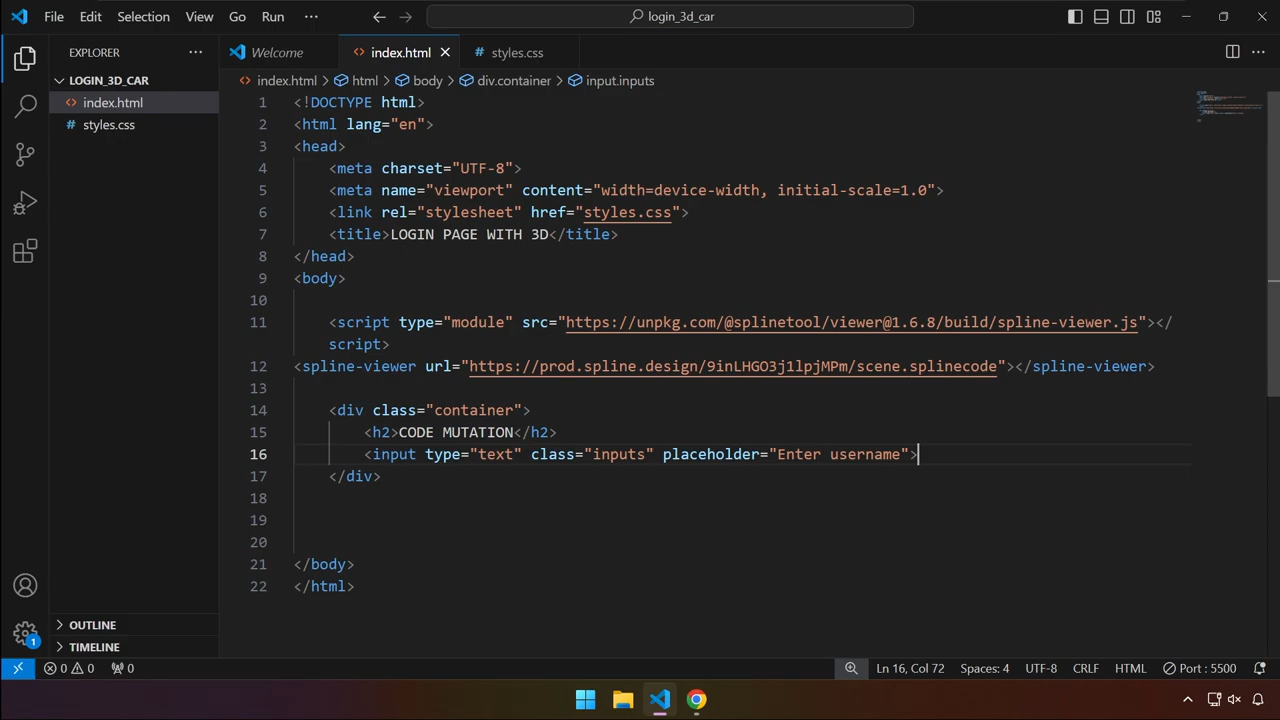 File Edit Selection View Go Run ··· login_3d_car
EXPLORER ···
Welcome index.html styles.css
LOGIN_3D_CAR
index.html > html > body > div.container > input.inputs
index.html
# styles.css
1 <!DOCTYPE html>
2 <html lang="en">
3 <head>
4 <meta charset="UTF-8">
5 <meta name="viewport" content="width=device-width, initial-scale=1.0">
6 <link rel="stylesheet" href="styles.css">
7 <title>LOGIN PAGE WITH 3D</title>
8 </head>
9 <body>
10
11 <script type="module" src="https://unpkg.com/@splinetool/viewer@1.6.8/build/spline-viewer.js"></
script>
12 <spline-viewer url="https://prod.spline.design/9inLHGO3j1lpjMPm/scene.splinecode"></spline-viewer>
13
14 <div class="container">
15 <h2>CODE MUTATION</h2>
16 <input type="text" class="inputs" placeholder="Enter username">
17 </div>
18
19
20
21 </body>
22 </html>
OUTLINE
TIMELINE
1
0 0 0 Ln 16, Col 72 Spaces: 4 UTF-8 CRLF HTML Port : 5500